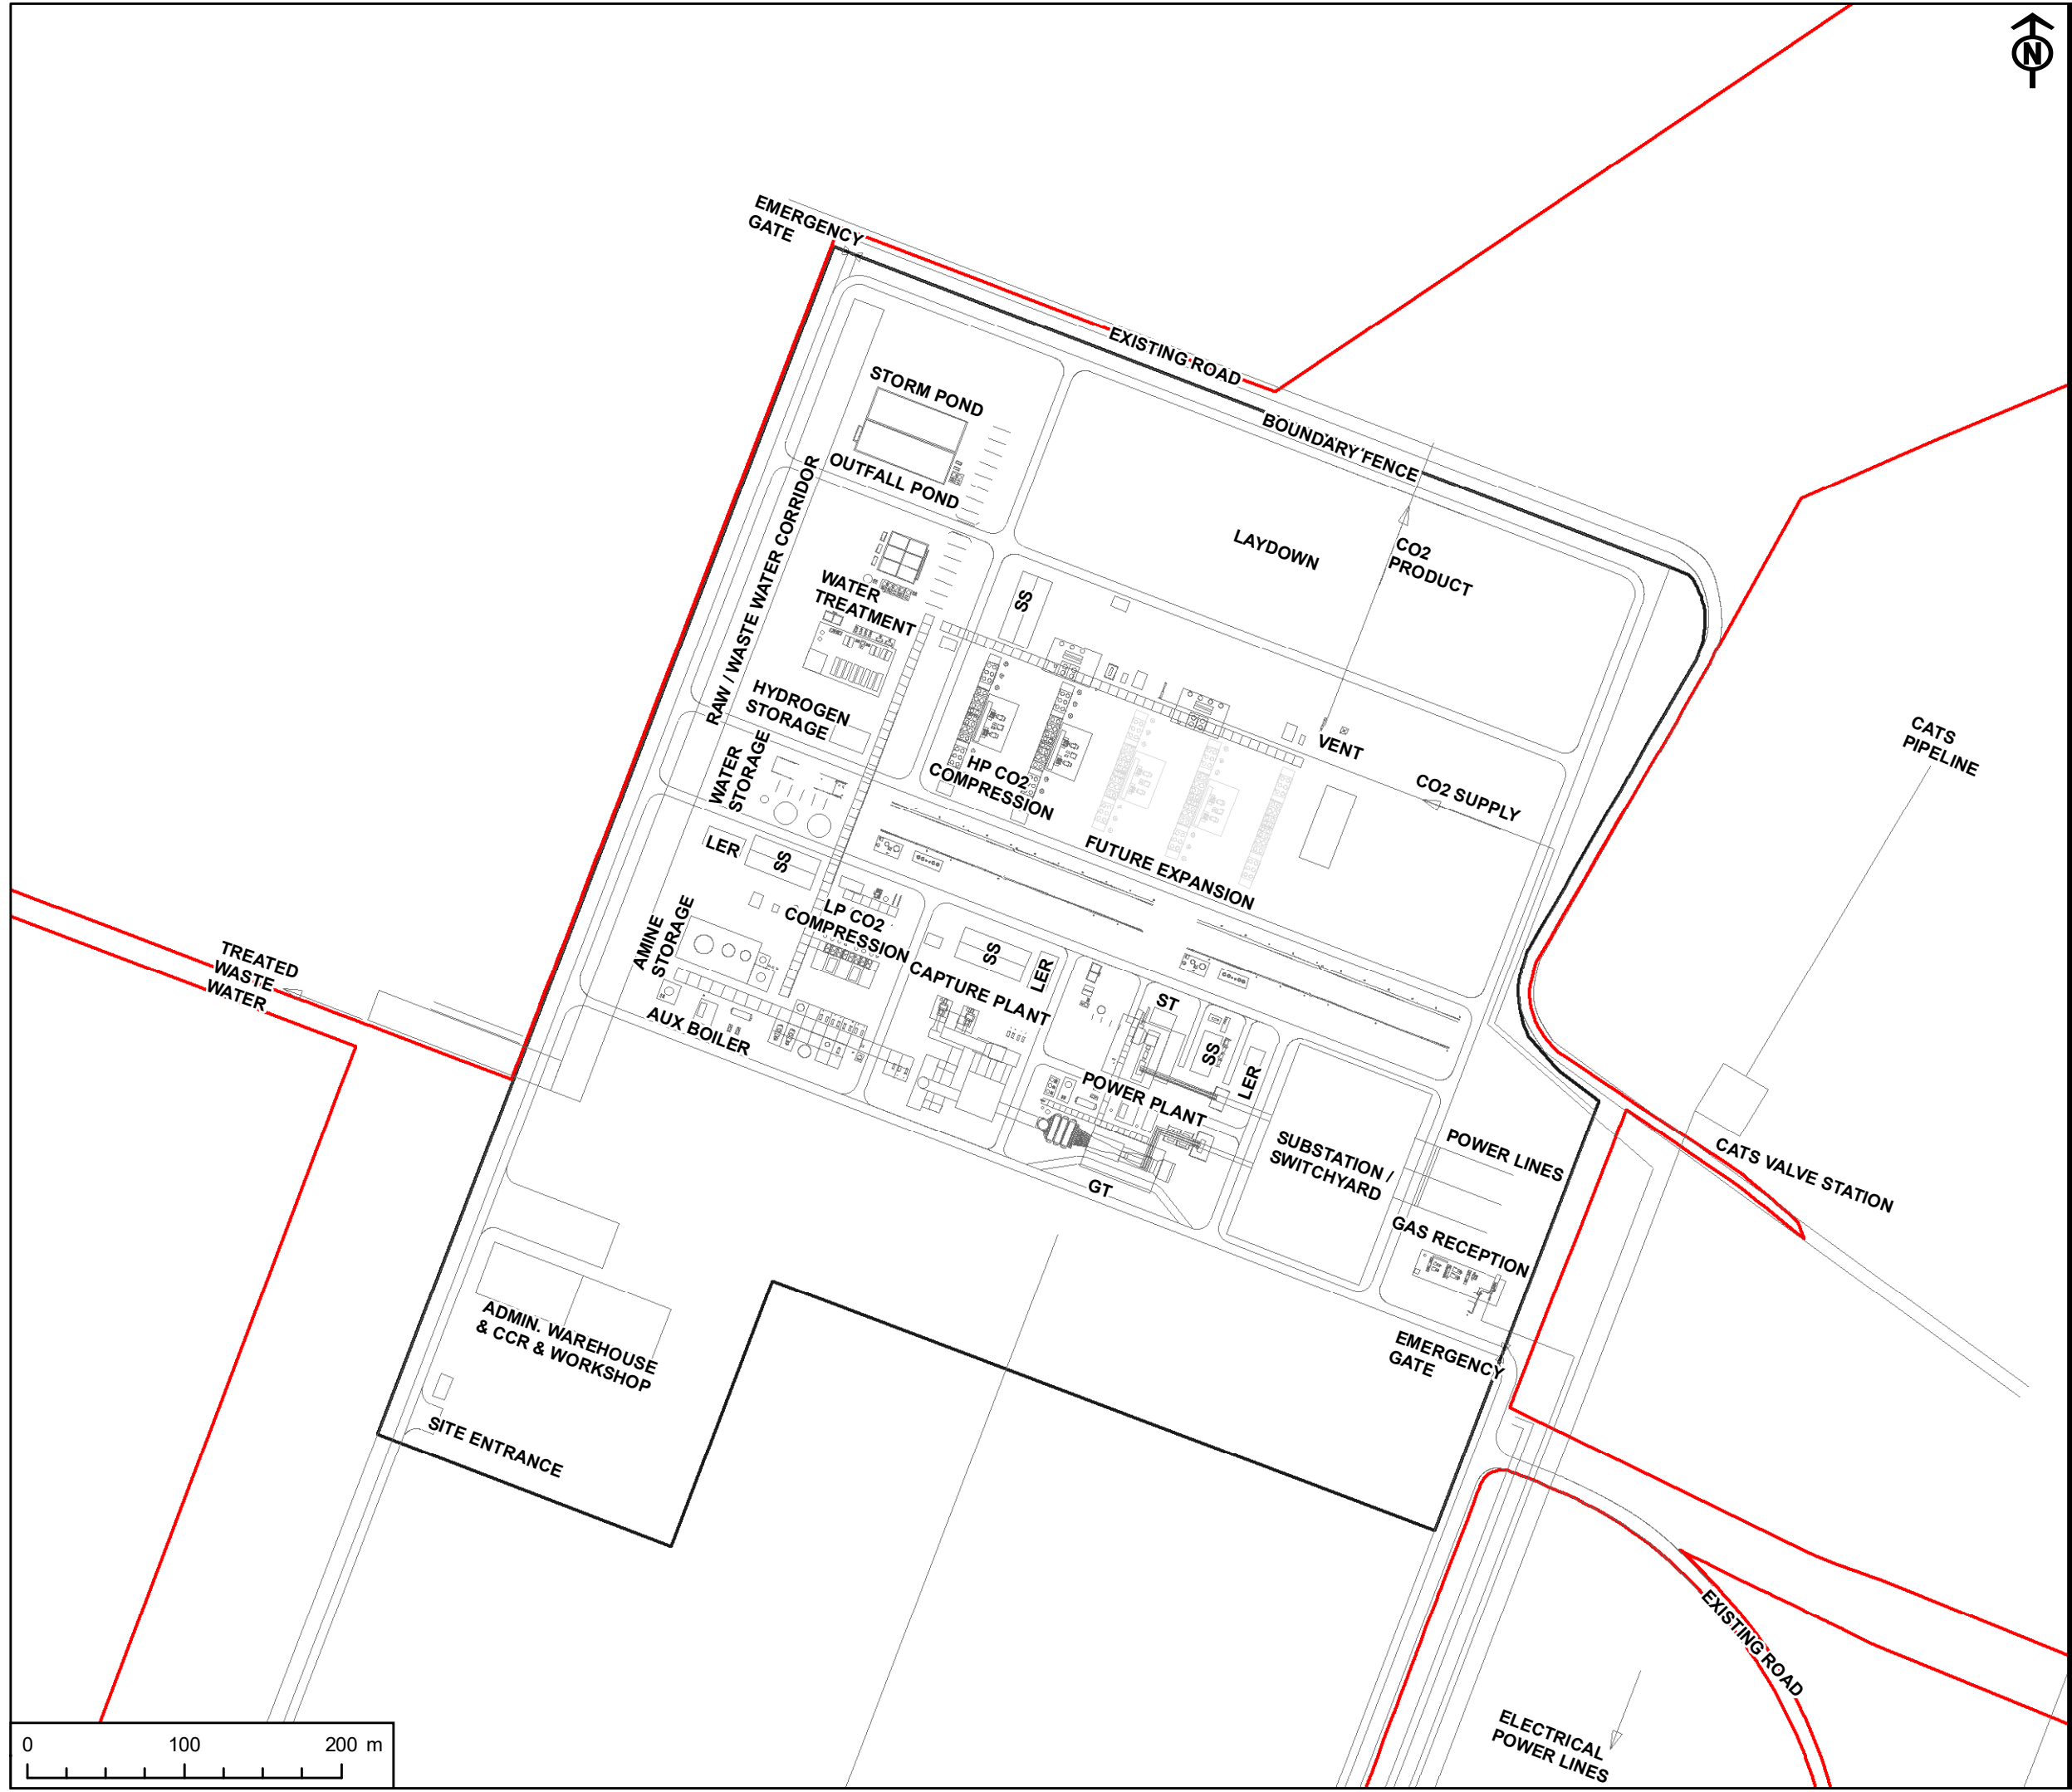 N
EMERGENCY
GATE
EXISTING ROAD
BOUNDARY FENCE
STORM POND
OUTFALL POND
RAW / WASTE WATER CORRIDOR
LAYDOWN
CO2
PRODUCT
WATER
TREATMENT
SS
HYDROGEN
STORAGE
WATER
STORAGE
HP CO2
COMPRESSION
VENT
CO2 SUPPLY
CATS
PIPELINE
FUTURE EXPANSION
LER
SS
AMINE
STORAGE
LP CO2
COMPRESSION
CAPTURE PLANT
SS
LER
TREATED
WASTE
WATER
AUX BOILER
ST
SS
LER
POWER PLANT
GT
SUBSTATION /
SWITCHYARD
POWER LINES
CATS VALVE STATION
GAS RECEPTION
EMERGENCY
GATE
ADMIN. WAREHOUSE
& CCR & WORKSHOP
SITE ENTRANCE
EXISTING ROAD
ELECTRICAL
POWER LINES
0 100 200 m